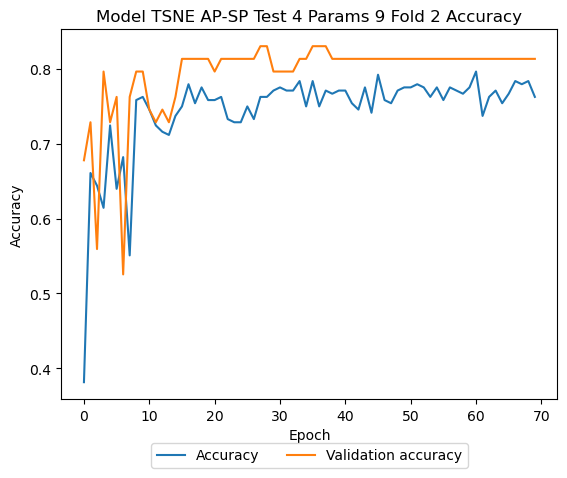 Model TSNE AP-SP Test 4 Params 9 Fold 2 Accuracy
0.8
0.7
0.6
0.5
0.4
Accuracy
0 10 20 30 40 50 60 70
Epoch
Accuracy Validation accuracy